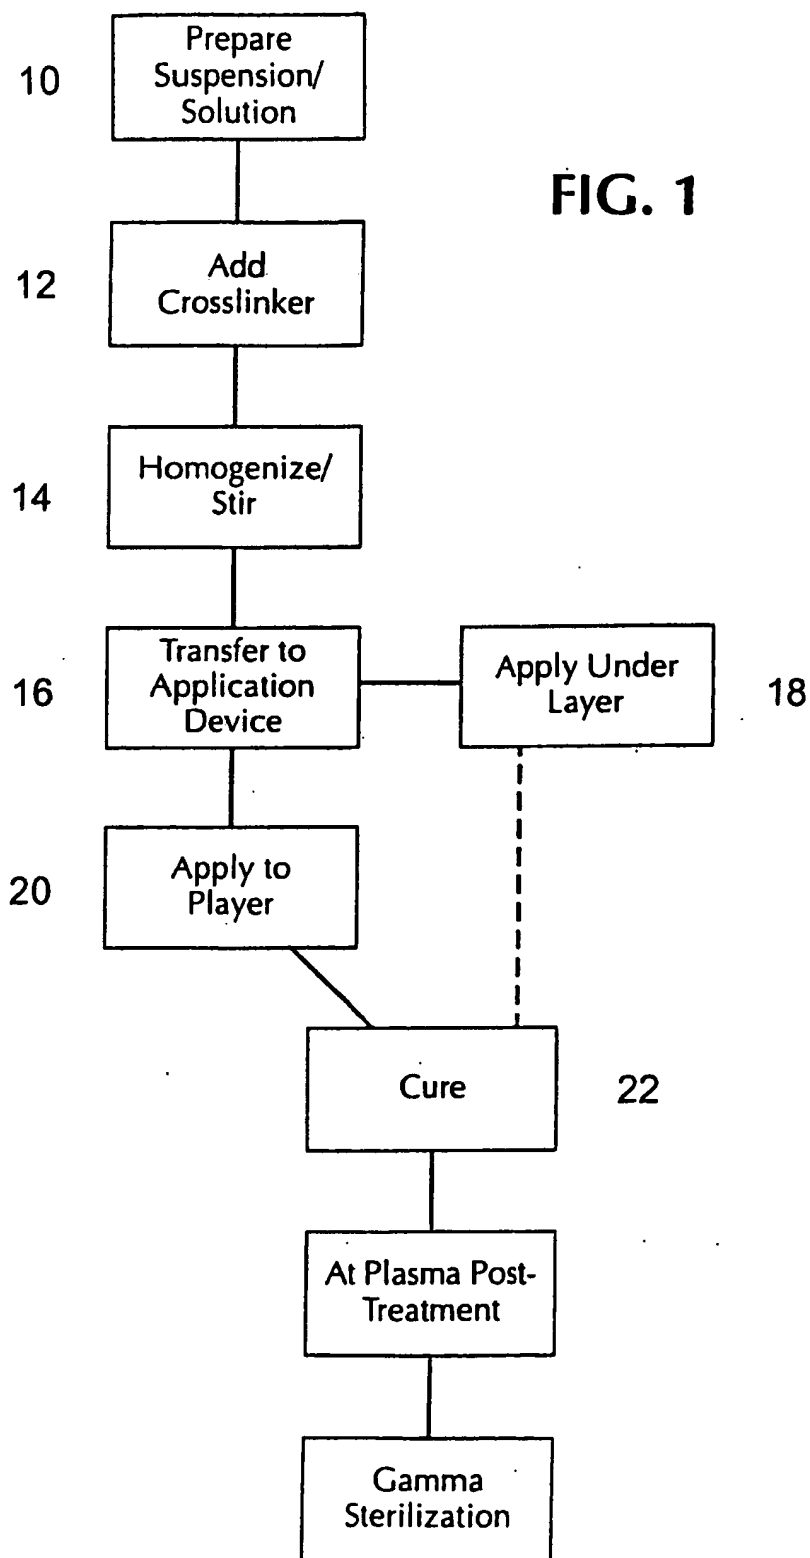 Prepare
Suspension/
Solution
10
FIG. 1
Add
Crosslinker
12
Homogenize/
Stir
14
Transfer to
Application
Device
16
Apply Under
Layer
18
Apply to
Player
20
Cure
22
At Plasma Post-
Treatment
Gamma
Sterilization